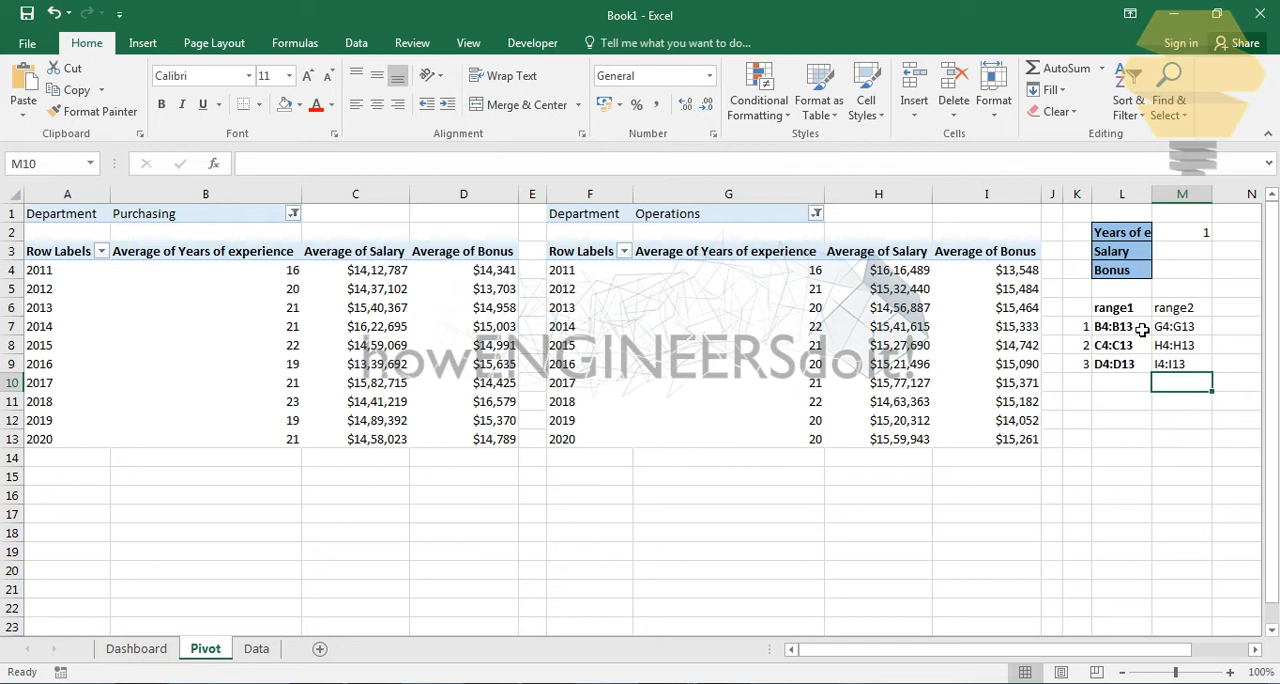 Book1 - Excel
Sign in Share
File Home Insert Page Layout Formulas Data Review View Developer Tell me what you want to do...
Paste Cut Copy Format Painter Clipboard
Calibri 11 B I U A Font
Wrap Text Merge & Center Alignment
General % , Number
Conditional Formatting Format as Table Cell Styles Styles
Insert Delete Format Cells
AutoSum Fill Clear Sort & Filter Find & Select Editing
M10 fx
A B C D E F G H I J K L M N
1 Department Purchasing Department Operations
2 Years of e 1
3 Row Labels Average of Years of experience Average of Salary Average of Bonus Row Labels Average of Years of experience Average of Salary Average of Bonus Salary
4 2011 16 $14,12,787 $14,341 2011 16 $16,16,489 $13,548 Bonus
5 2012 20 $14,37,102 $13,703 2012 21 $15,32,440 $15,484
6 2013 21 $15,40,367 $14,958 2013 20 $14,56,887 $15,464 range1 range2
7 2014 21 $16,22,695 $15,003 2014 22 $15,41,615 $15,333 1 B4:B13 G4:G13
8 2015 22 $14,59,069 $14,991 2015 21 $15,27,690 $14,742 2 C4:C13 H4:H13
9 2016 19 $13,39,692 $15,635 2016 20 $15,21,496 $15,090 3 D4:D13 I4:I13
10 2017 21 $15,82,715 $14,425 2017 21 $15,77,127 $15,371
11 2018 23 $14,41,219 $16,579 2018 22 $14,63,363 $15,182
12 2019 19 $14,89,392 $15,370 2019 20 $15,20,312 $14,052
13 2020 21 $14,58,023 $14,789 2020 20 $15,59,943 $15,261
howENGINEERSdoit!
14
15
16
17
18
19
20
21
22
23
Dashboard Pivot Data
Ready 100%